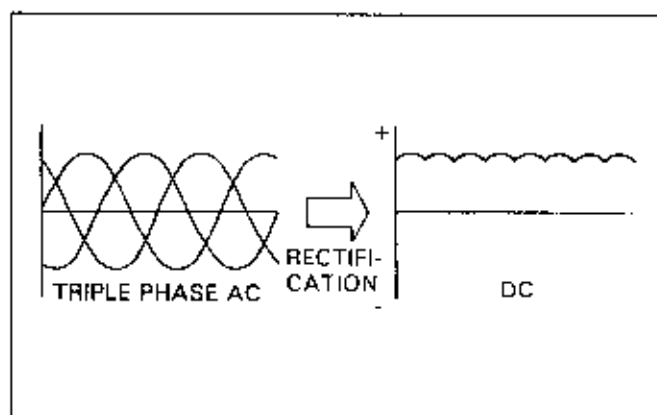 +
RECTIFI-
CATION
TRIPLE PHASE AC
DC
-